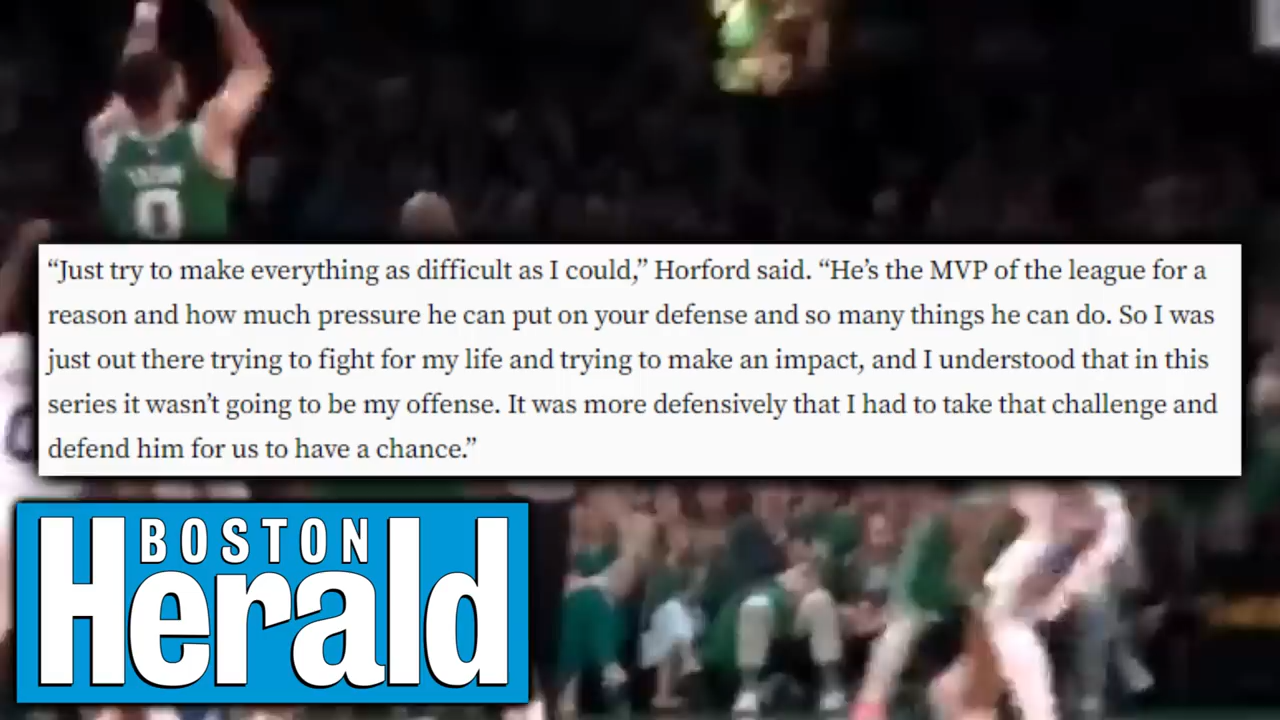 0
“Just try to make everything as difficult as I could,” Horford said. “He’s the MVP of the league for a
reason and how much pressure he can put on your defense and so many things he can do. So I was
just out there trying to fight for my life and trying to make an impact, and I understood that in this
series it wasn’t going to be my offense. It was more defensively that I had to take that challenge and
defend him for us to have a chance.”
BOSTON
Herald